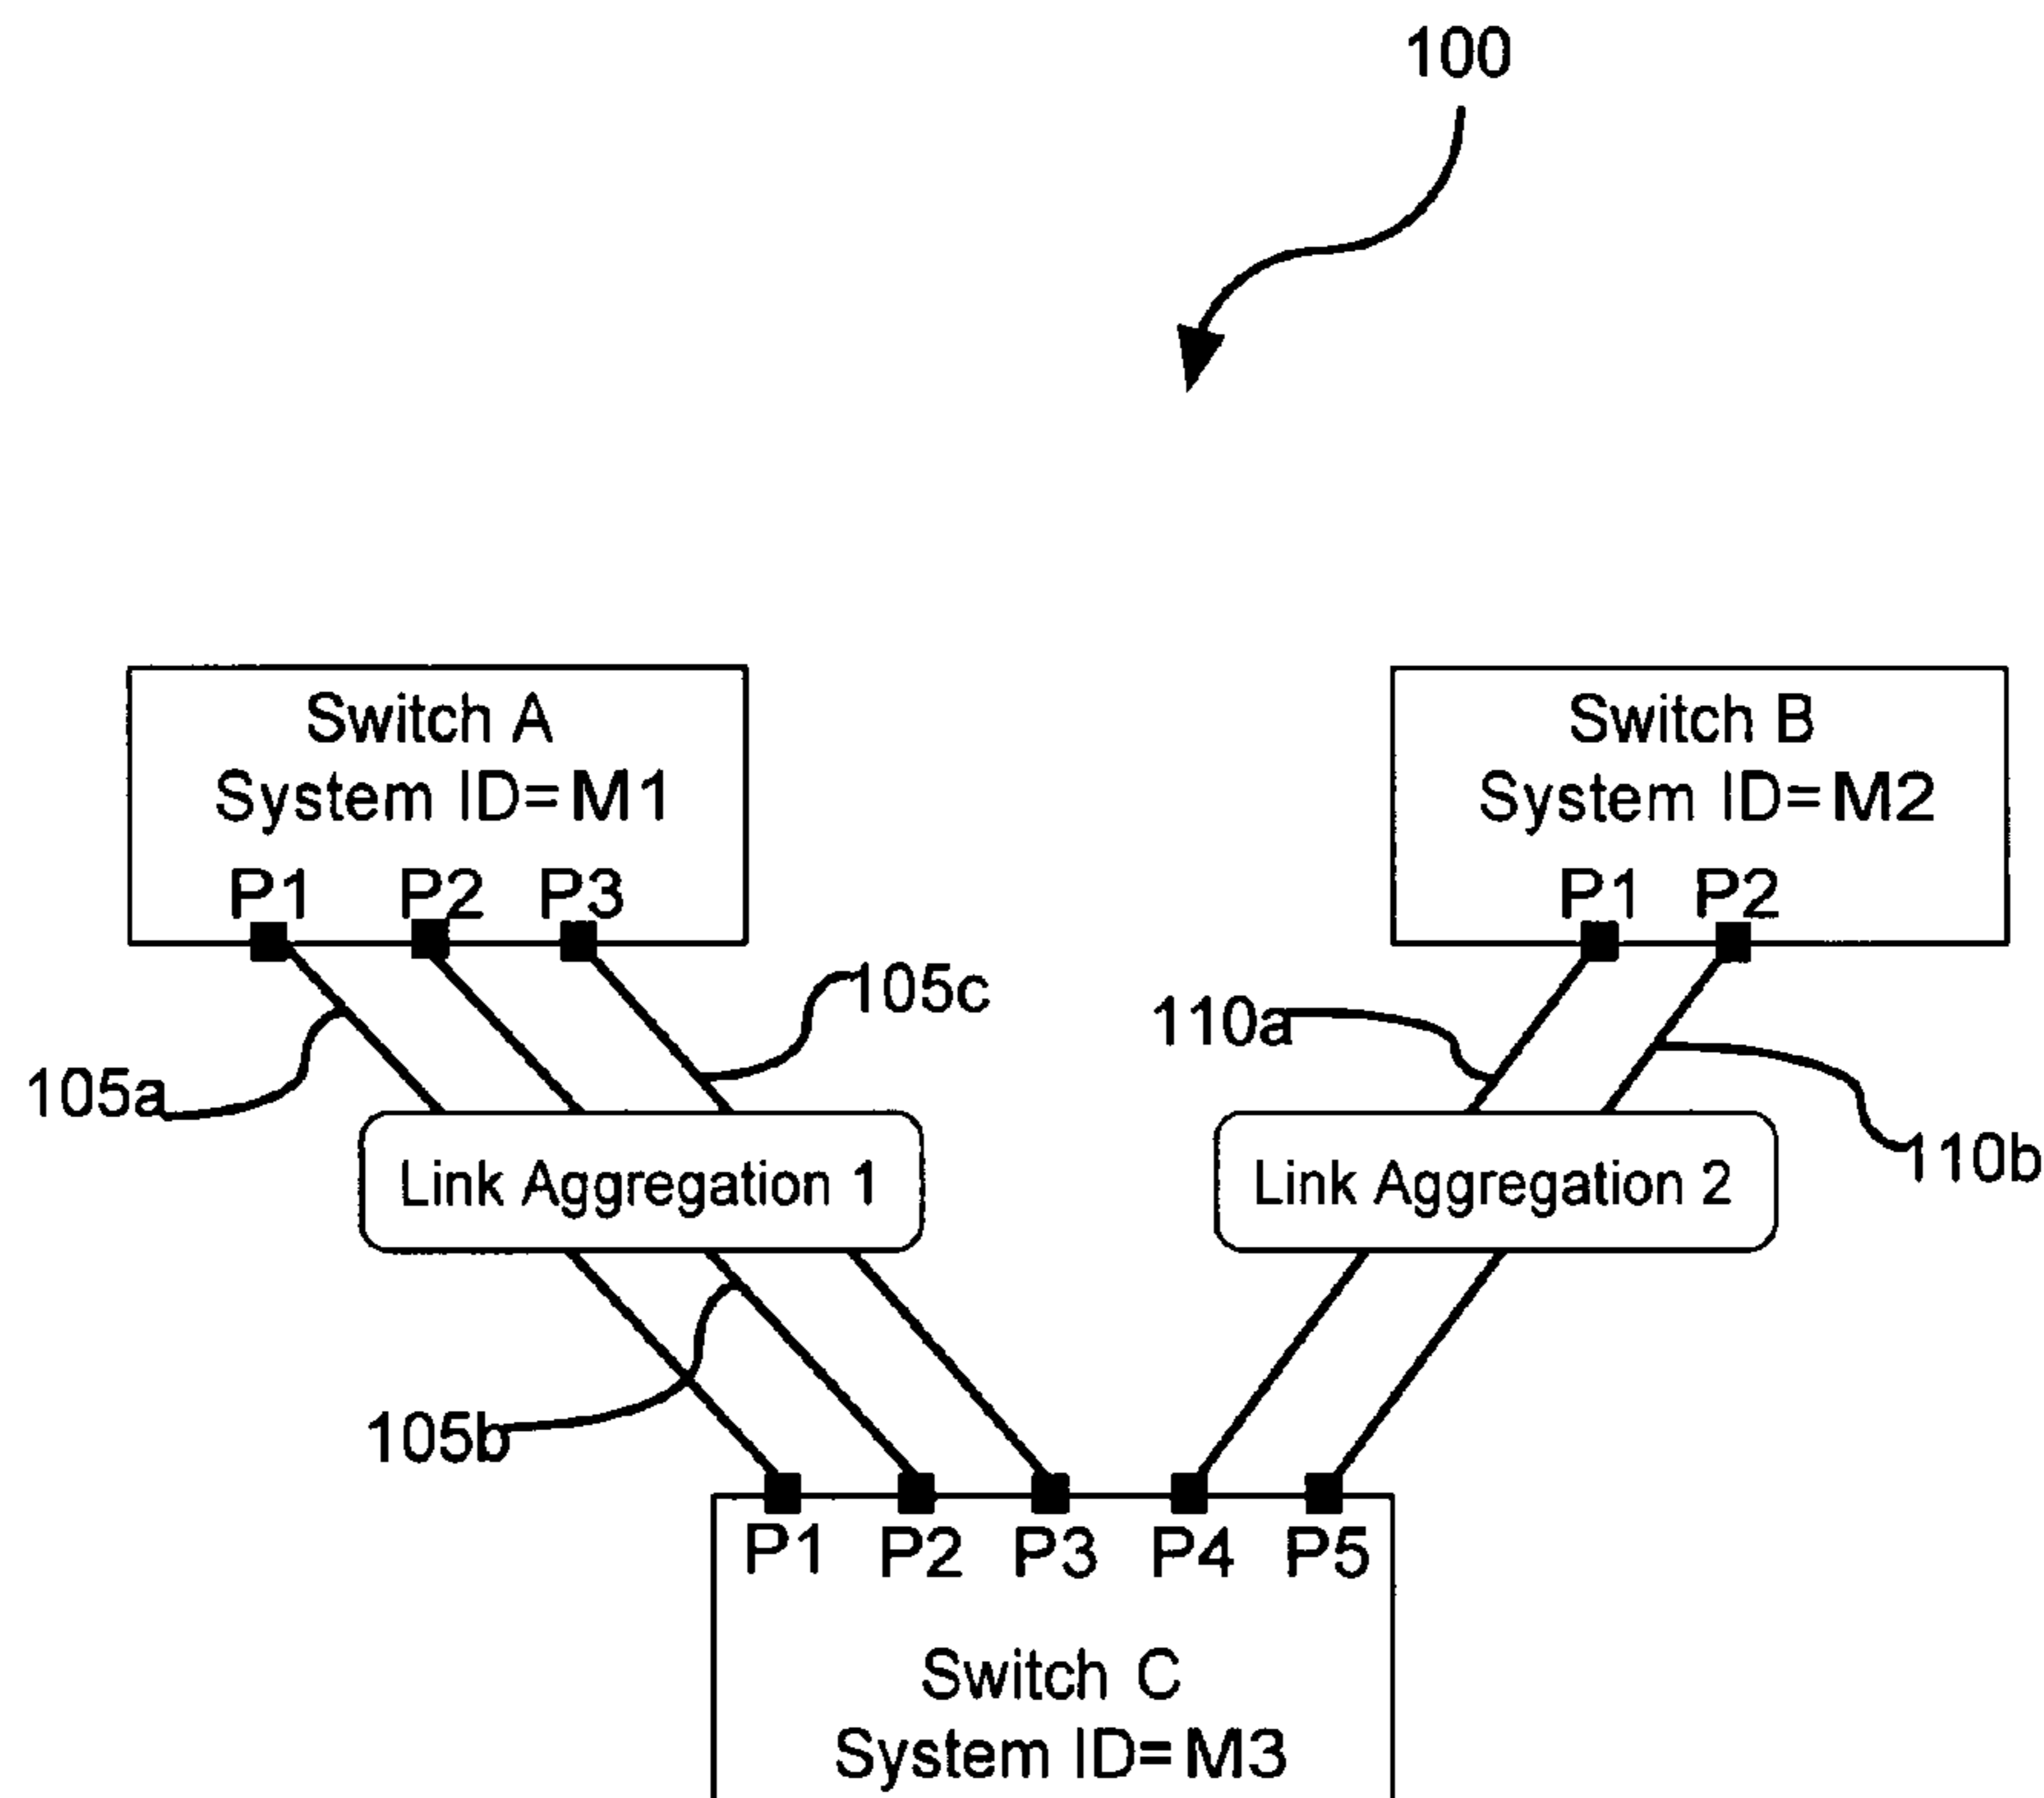 100
Switch A
System ID=M1
P1 P2 P3
Switch B
System ID=M2
P1 P2
105c
110a
105a
110b
Link Aggregation 1
Link Aggregation 2
105b
P1 P2 P3 P4 P5
Switch C
System ID=M3